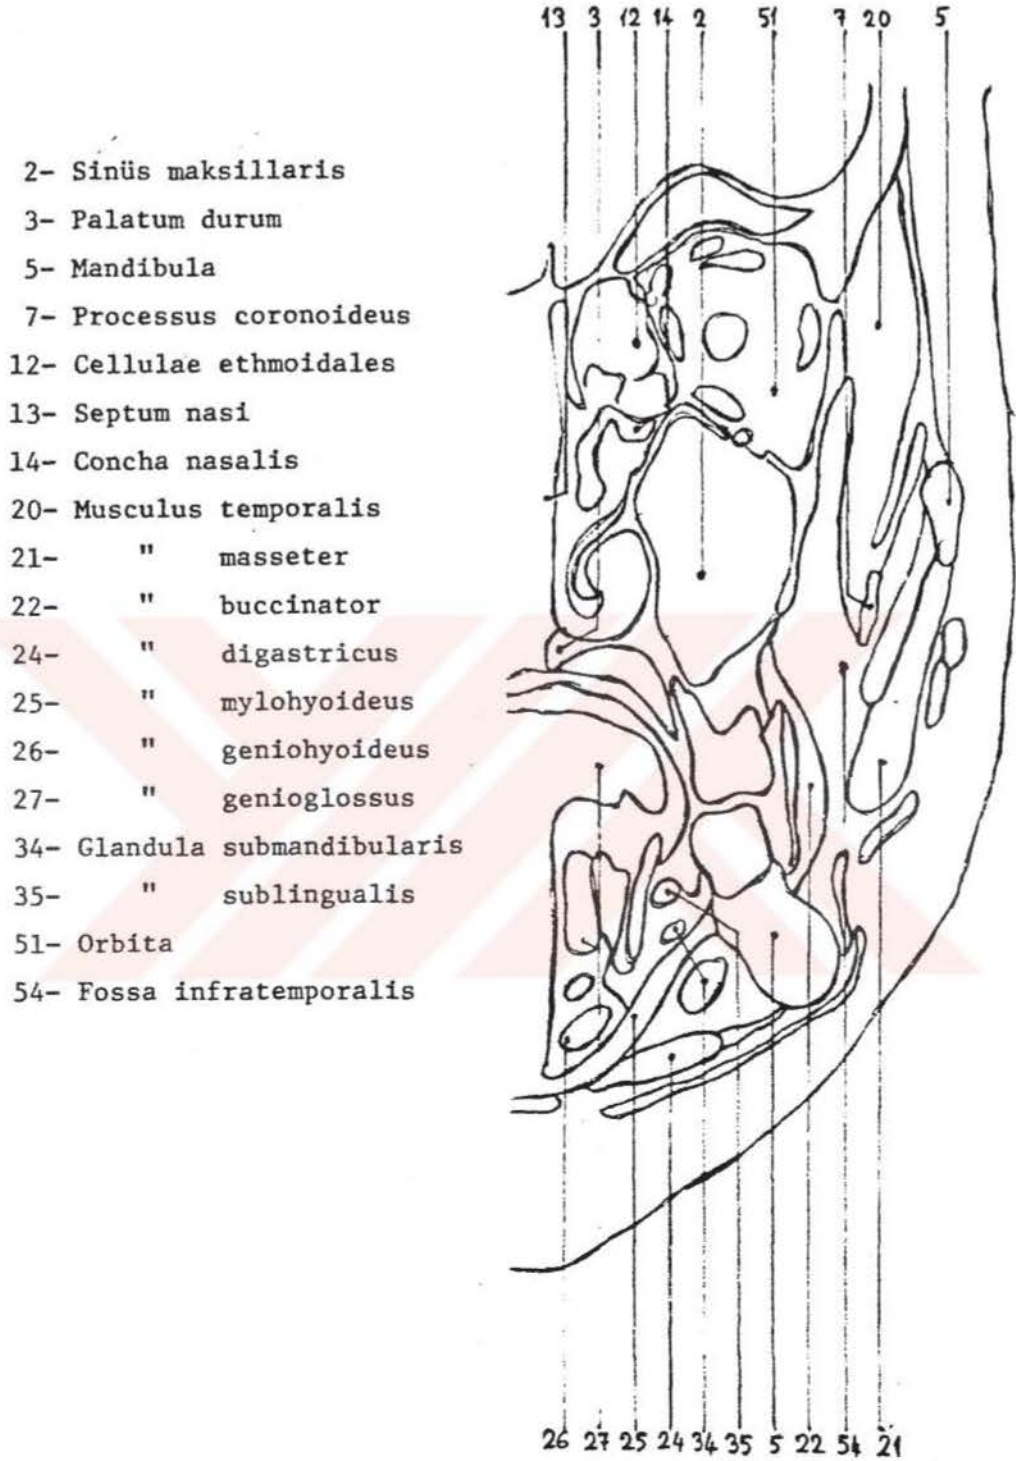 13 3 12 14 2 51 7 20 5
2- Sinüs maksillaris
3- Palatum durum
5- Mandibula
7- Processus coronoideus
12- Cellulae ethmoidales
13- Septum nasi
14- Concha nasalis
20- Musculus temporalis
21- " masseter
22- " buccinator
24- " digastricus
25- " mylohyoideus
26- " geniohyoideus
27- " genioglossus
34- Glandula submandibularis
35- " sublingualis
51- Orbita
54- Fossa infratemporalis
26 27 25 24 34 35 5 22 54 21